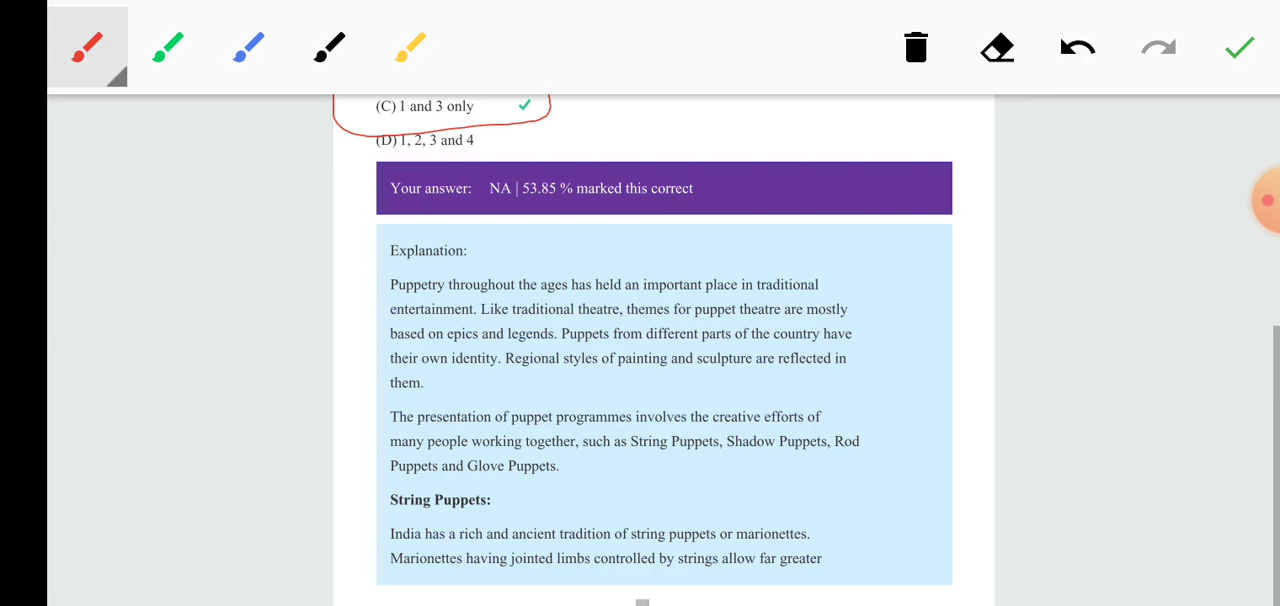 (C) 1 and 3 only
(D) 1, 2, 3 and 4
Your answer: NA | 53.85 % marked this correct
Explanation:
Puppetry throughout the ages has held an important place in traditional
entertainment. Like traditional theatre, themes for puppet theatre are mostly
based on epics and legends. Puppets from different parts of the country have
their own identity. Regional styles of painting and sculpture are reflected in
them.
The presentation of puppet programmes involves the creative efforts of
many people working together, such as String Puppets, Shadow Puppets, Rod
Puppets and Glove Puppets.
String Puppets:
India has a rich and ancient tradition of string puppets or marionettes.
Marionettes having jointed limbs controlled by strings allow far greater